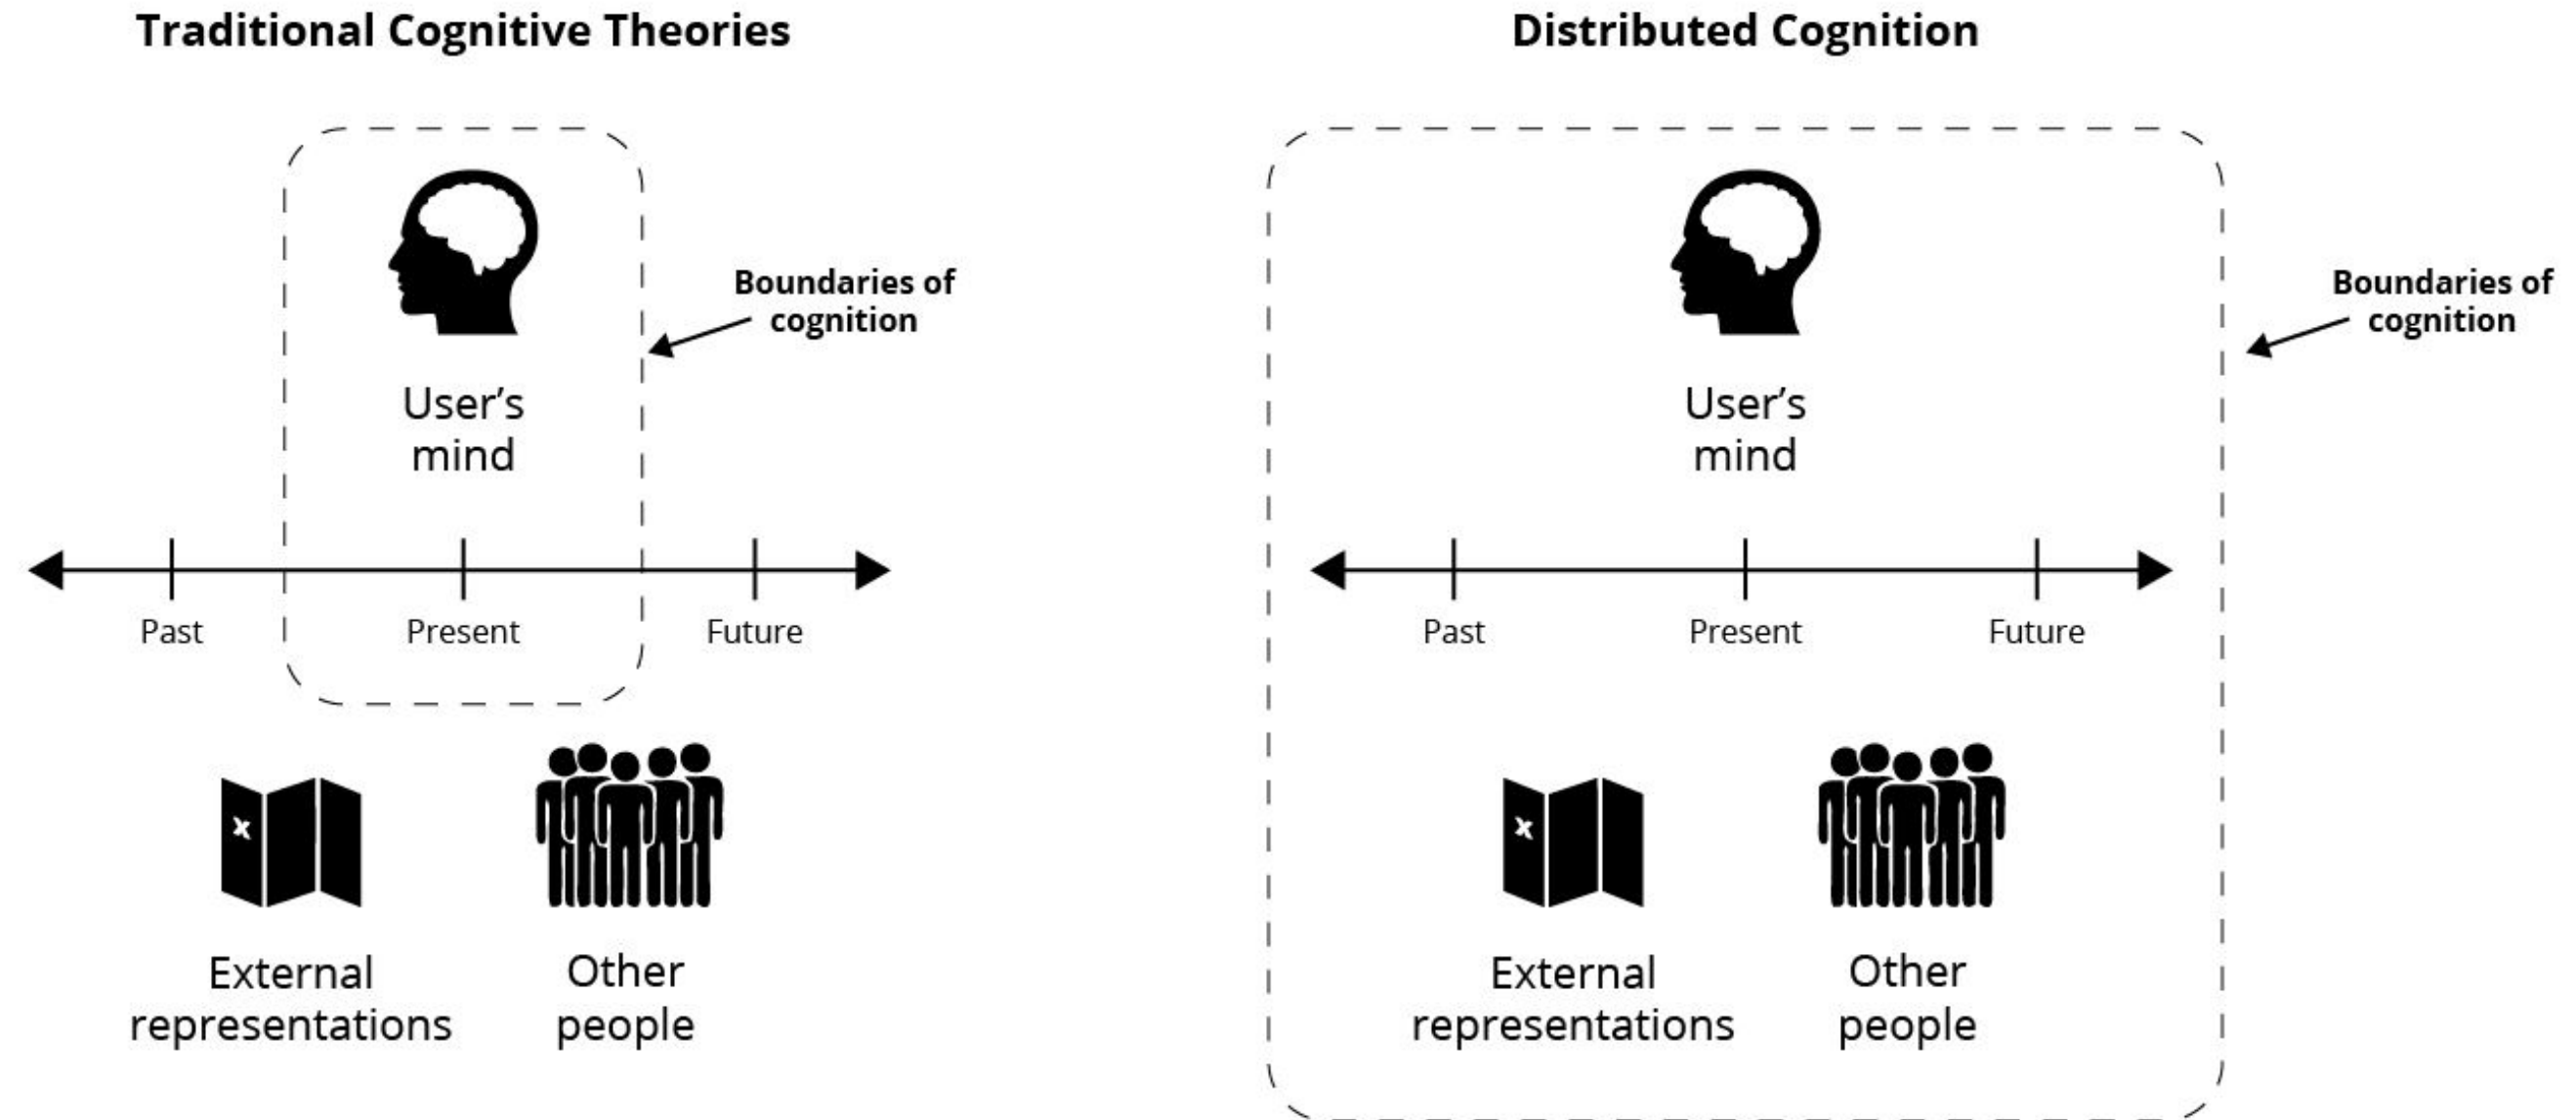 Traditional Cognitive Theories
Boundaries of
cognition
User's
mind
Past
Present
Future
External
representations
Other
people
Distributed Cognition
Boundaries of
cognition
User's
mind
Past
Present
Future
External
representations
Other
people